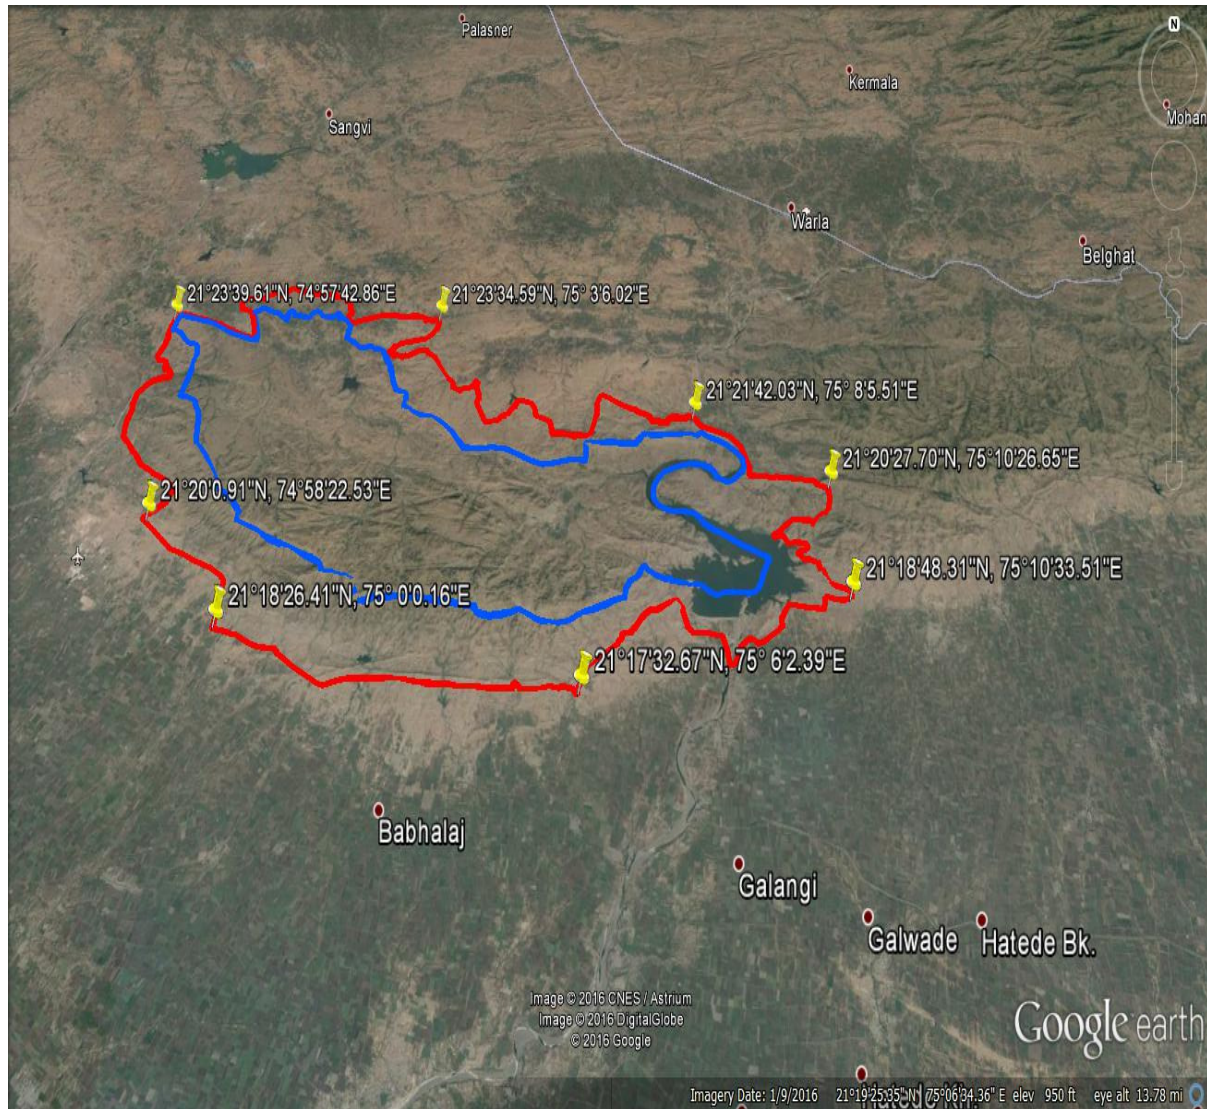 N
Palasner
Kermala
Mohan
Sangvi
Warla
Belghat
21°23'39.61"N, 74°57'42.86"E
21°23'34.59"N, 75° 3'6.02"E
21°21'42.03"N, 75° 8'5.51"E
21°20'27.70"N, 75°10'26.65"E
21°20'0.91"N, 74°58'22.53"E
21°18'48.31"N, 75°10'33.51"E
21°18'26.41"N, 75° 0'0.16"E
21°17'32.67"N, 75° 6'2.39"E
Babhalaj
Galangi
Galwade
Hatede Bk.
Image © 2016 CNES / Astrium
Image © 2016 DigitalGlobe
© 2016 Google
Google earth
Imagery Date: 1/9/2016 21°19'25.35" N 75°06'34.36" E elev 950 ft eye alt 13.78 mi